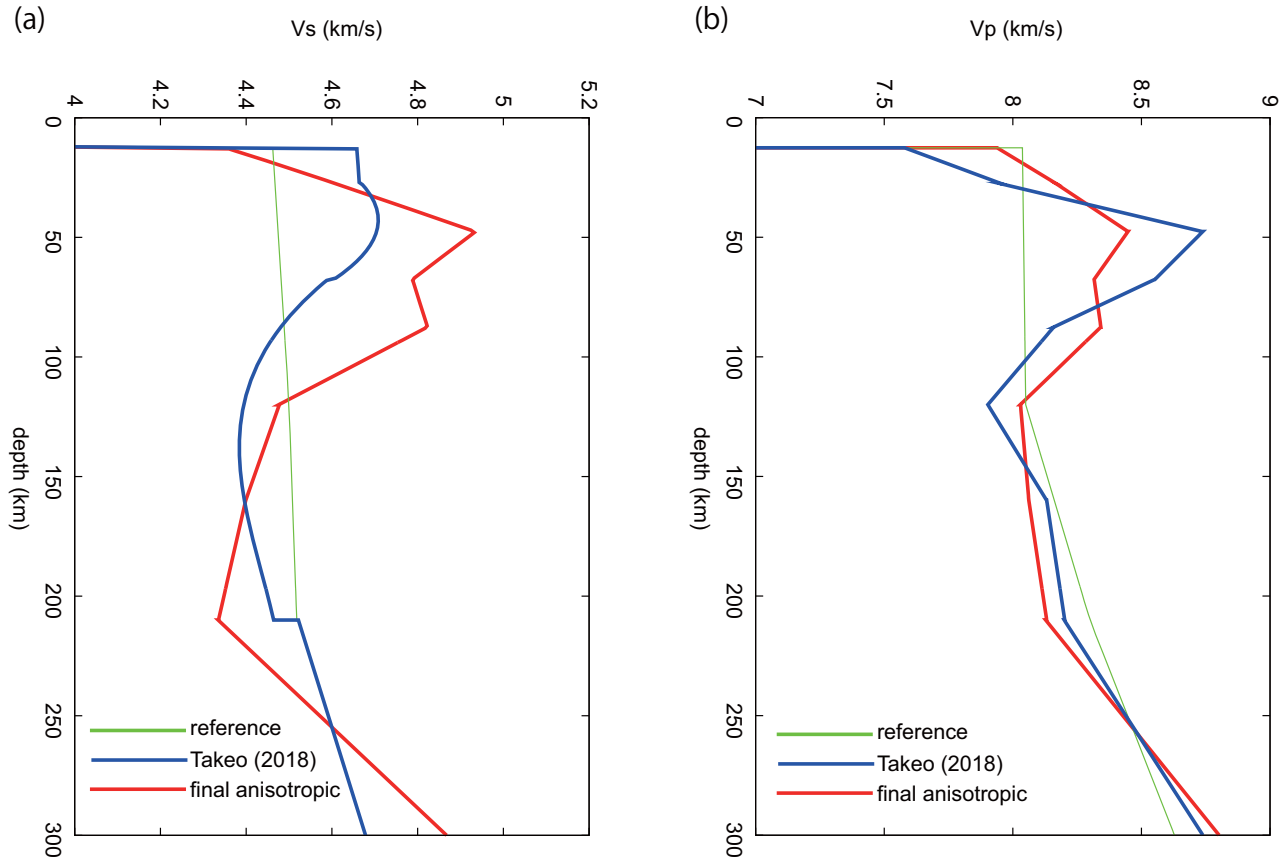 (a)
Vs (km/s)
4
4.2
4.4
4.6
4.8
5
5.2
0
50
100
150
200
250
300
depth (km)
reference
Takeo (2018)
final anisotropic
(b)
Vp (km/s)
7
7.5
8
8.5
9
0
50
100
150
200
250
300
depth (km)
reference
Takeo (2018)
final anisotropic